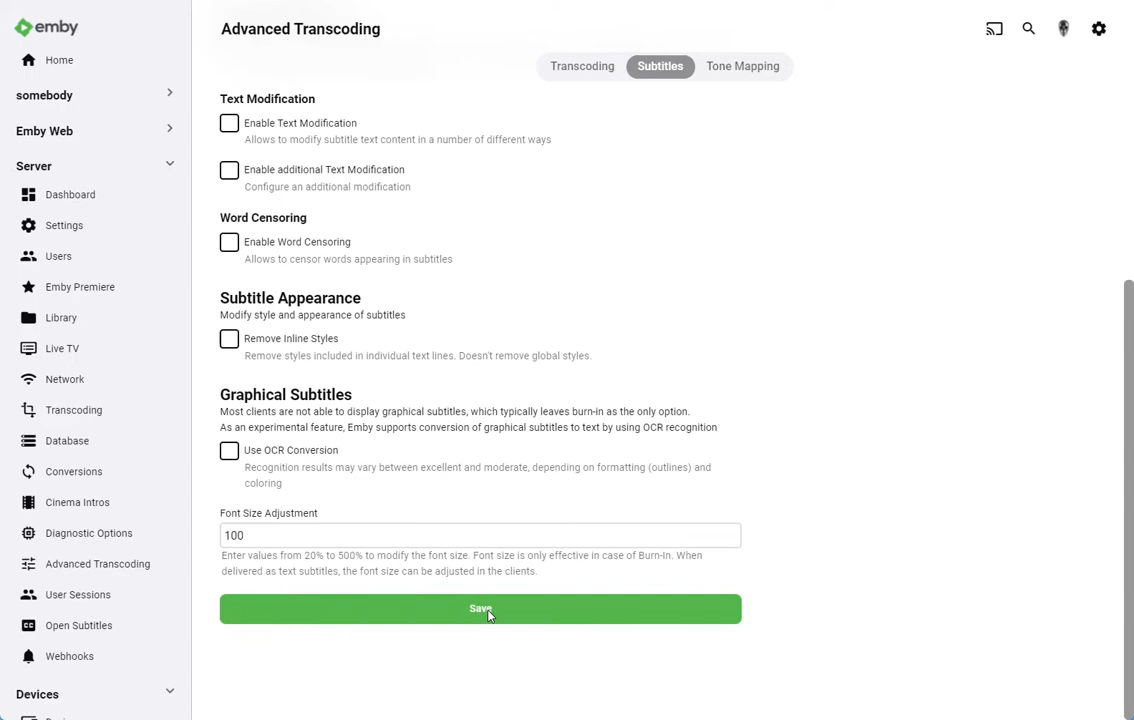 emby
Advanced Transcoding
Home
somebody
Emby Web
Server
Dashboard
Settings
Users
Emby Premiere
Library
Live TV
Network
Transcoding
Database
Conversions
Cinema Intros
Diagnostic Options
Advanced Transcoding
User Sessions
Open Subtitles
Webhooks
Devices
Transcoding
Subtitles
Tone Mapping
Text Modification
Enable Text Modification
Allows to modify subtitle text content in a number of different ways
Enable additional Text Modification
Configure an additional modification
Word Censoring
Enable Word Censoring
Allows to censor words appearing in subtitles
Subtitle Appearance
Modify style and appearance of subtitles
Remove Inline Styles
Remove styles included in individual text lines. Doesn't remove global styles.
Graphical Subtitles
Most clients are not able to display graphical subtitles, which typically leaves burn-in as the only option.
As an experimental feature, Emby supports conversion of graphical subtitles to text by using OCR recognition
Use OCR Conversion
Recognition results may vary between excellent and moderate, depending on formatting (outlines) and
coloring
Font Size Adjustment
100
Enter values from 20% to 500% to modify the font size. Font size is only effective in case of Burn-In. When
delivered as text subtitles, the font size can be adjusted in the clients.
Save